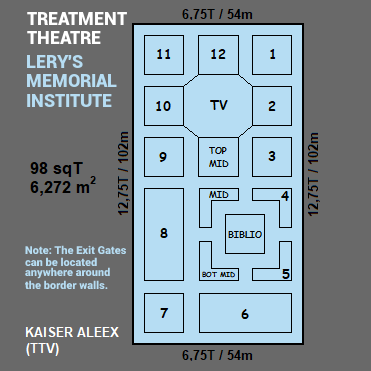 TREATMENT
THEATRE
LERY'S
MEMORIAL
INSTITUTE
98 sqT
6,272 m²
Note: The Exit Gates
can be located
anywhere around
the border walls.
KAISER ALEEX
(TTV)
6,75T / 54m
12,75T / 102m
11
12
1
10
TV
2
9
TOP
MID
3
MID
4
8
BIBLIO
BOT MID
5
7
6
12,75T / 102m
6,75T / 54m